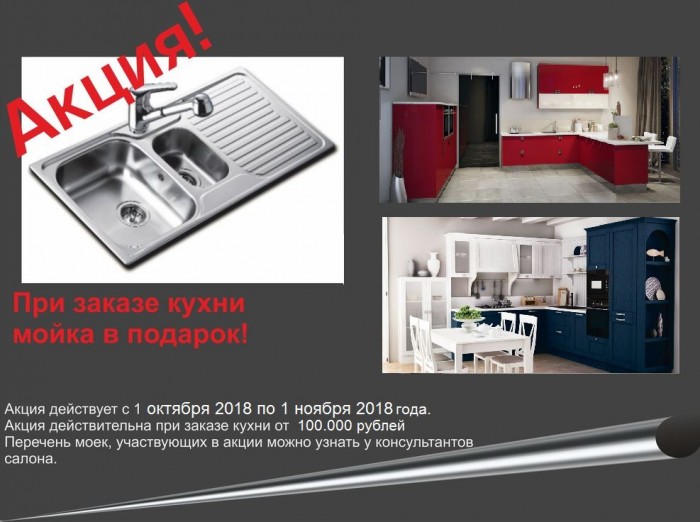 Акция!
При заказе кухни
мойка в подарок!
Акция действует с 1 октября 2018 по 1 ноября 2018 года.
Акция действительна при заказе кухни от 100.000 рублей
Перечень моек, участвующих в акции можно узнать у консультантов
салона.